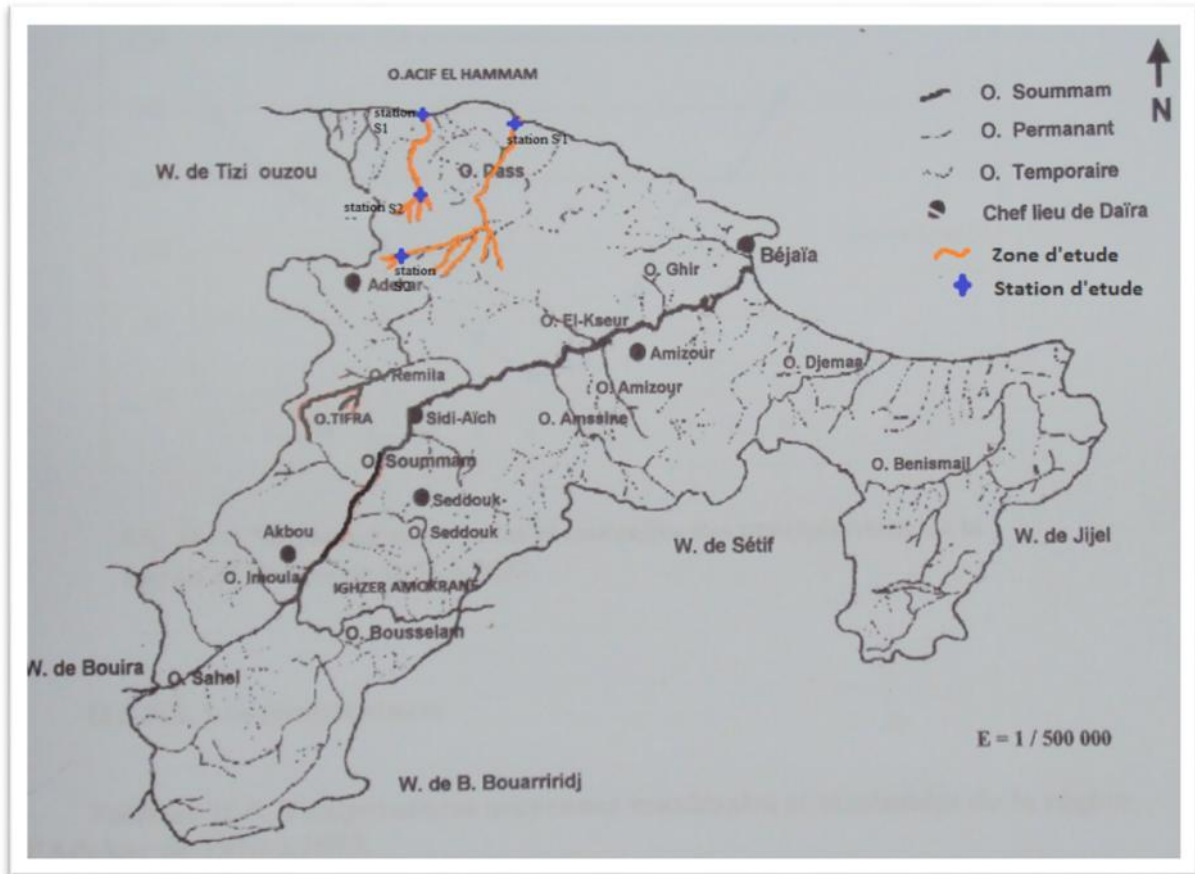 O.ACIF EL HAMMAM
station
S1
station S1
W. de Tizi ouzou
O. Dass
station S2
station
Adekar
N
O. Soummam
O. Permanant
O. Temporaire
Chef lieu de Daïra
Zone d'etude
Station d'etude
Béjaïa
O. Ghir
O. El-Kseur
Amizour
O. Djemaa
O. Remila
O. Amizour
O.TIFRA
Sidi-Aïch
O. Amssine
O. Soummam
O. Benismail
Seddouk
Akbou
O. Seddouk
W. de Sétif
W. de Jijel
O. Imoula
IGHZER AMOKRANE
O. Bousselam
W. de Bouira
O. Sahel
E = 1 / 500 000
W. de B. Bouarriridj